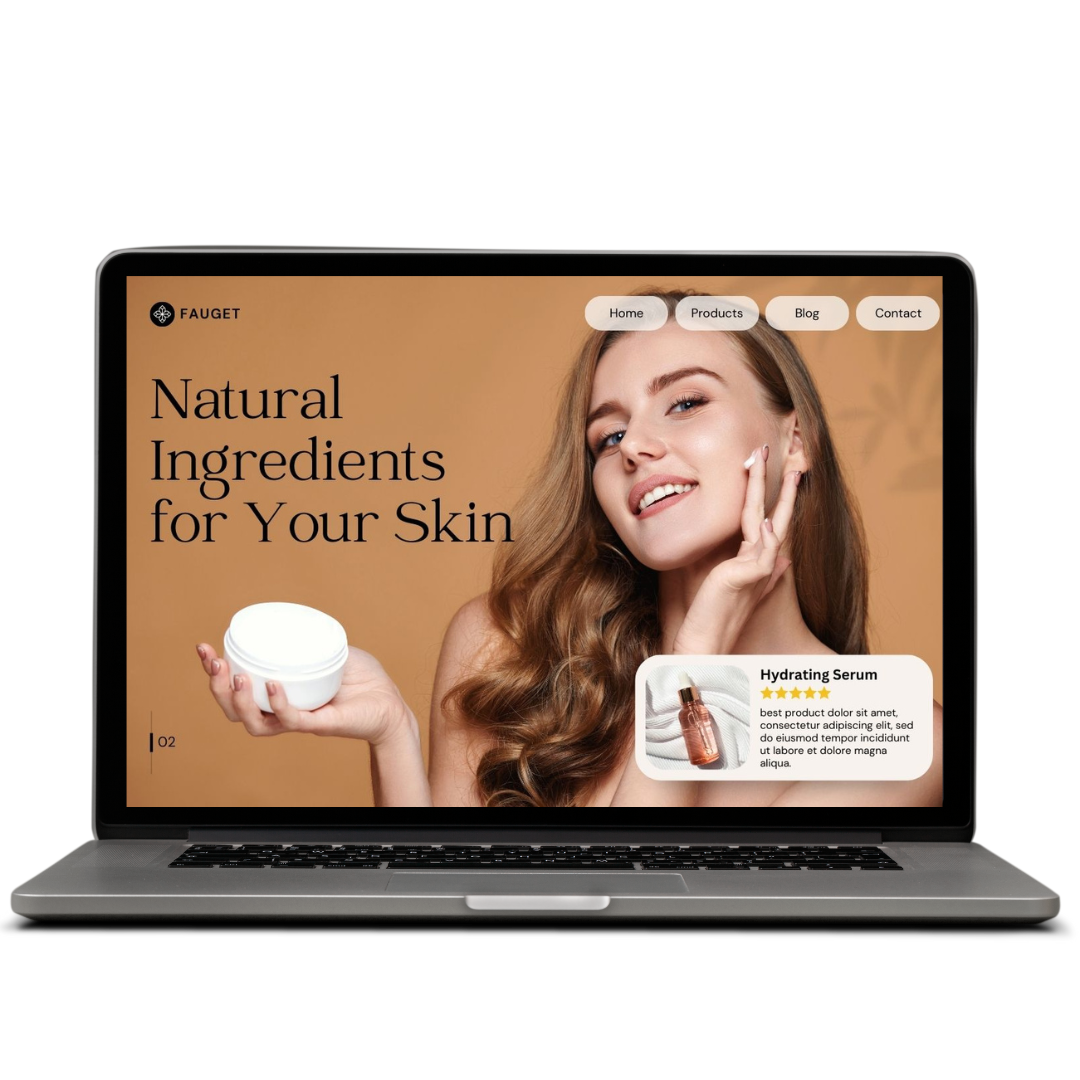 FAUGET
Home
Products
Blog
Contact
Natural
Ingredients
for Your Skin
Hydrating Serum
best product dolor sit amet,
consectetur adipiscing elit, sed
do eiusmod tempor incididunt
ut labore et dolore magna
aliqua.
02